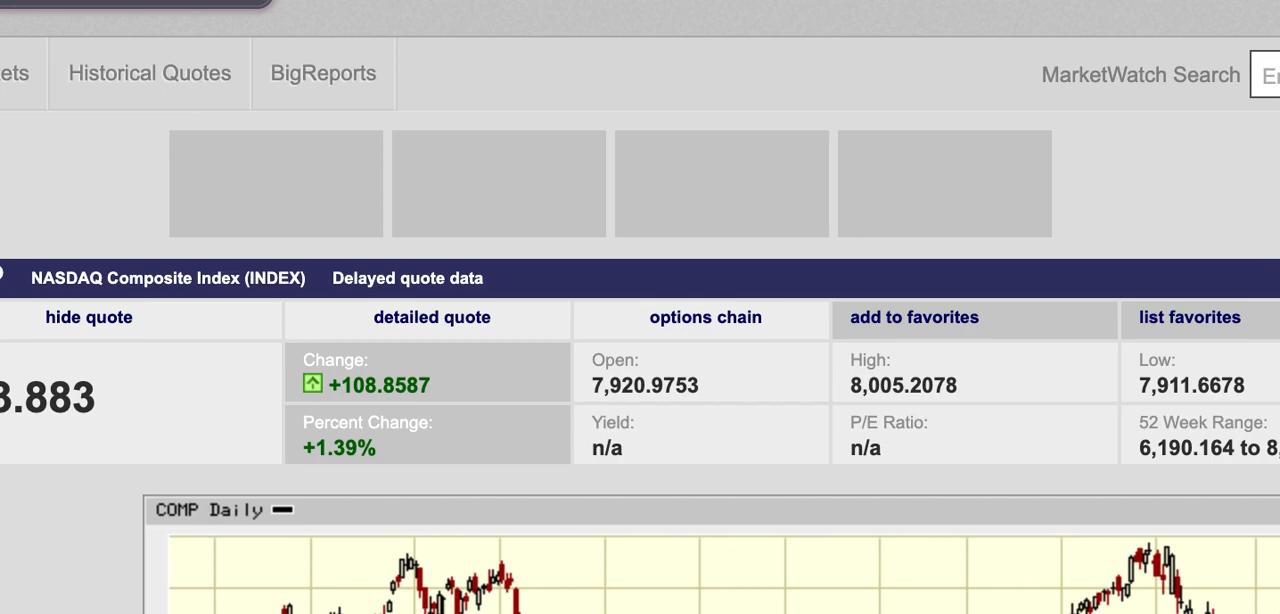 ets Historical Quotes BigReports MarketWatch Search En
NASDAQ Composite Index (INDEX) Delayed quote data
hide quote detailed quote options chain add to favorites list favorites
Change: Open: High: Low:
3.883 +108.8587 7,920.9753 8,005.2078 7,911.6678
Percent Change: Yield: P/E Ratio: 52 Week Range:
+1.39% n/a n/a 6,190.164 to 8,
COMP Daily